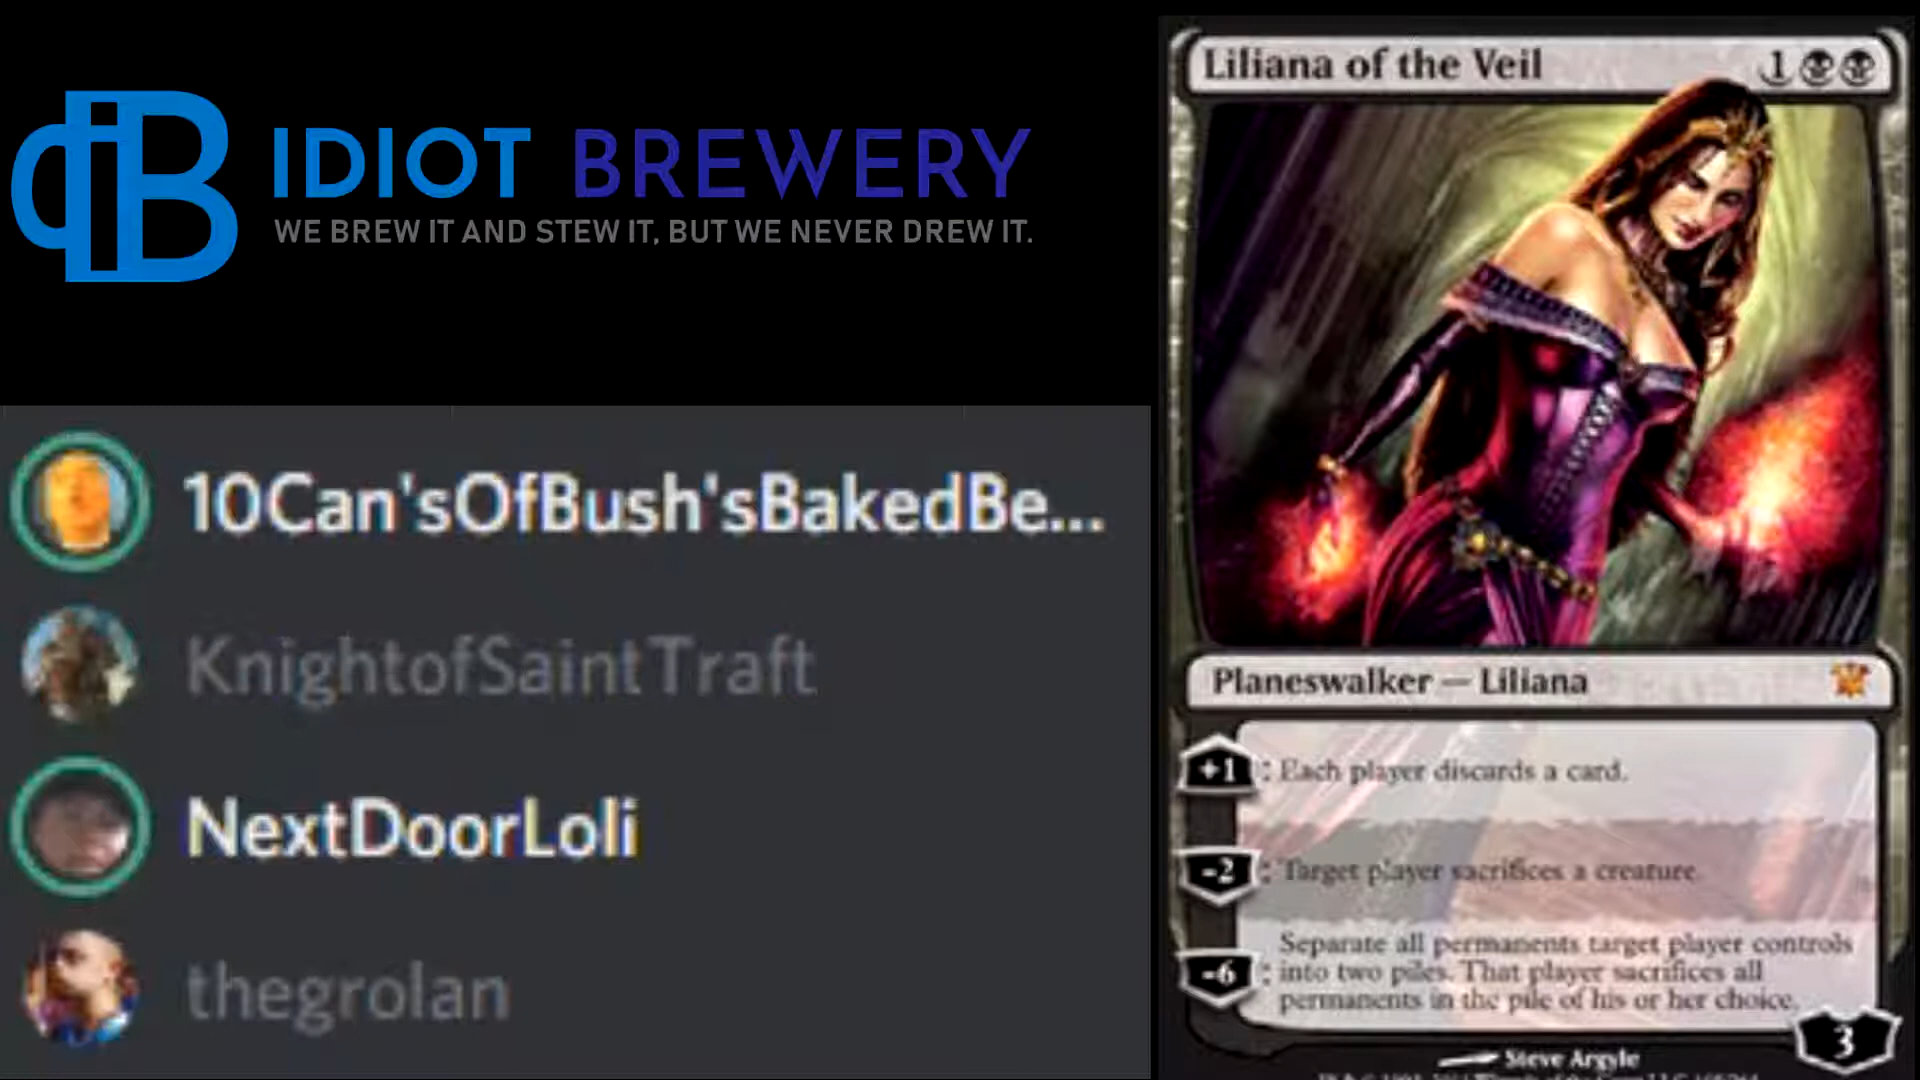 iB
IDIOT BREWERY
WE BREW IT AND STEW IT, BUT WE NEVER DREW IT.
10Can'sOfBush'sBakedBe...
KnightofSaintTraft
NextDoorLoli
thegrolan
Liliana of the Veil 1
Planeswalker — Liliana
+1: Each player discards a card.
-2: Target player sacrifices a creature.
Separate all permanents target player controls
-6: into two piles. That player sacrifices all
permanents in the pile of his or her choice.
3
Steve Argyle